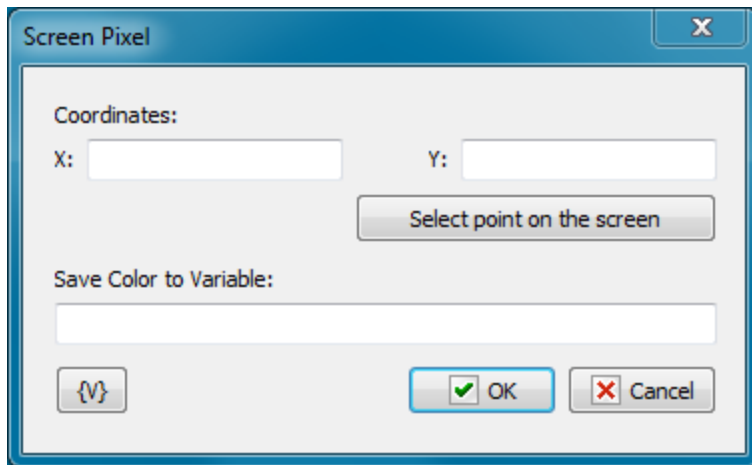 Screen Pixel
Coordinates:
X: Y:
Select point on the screen
Save Color to Variable:
{V} OK Cancel